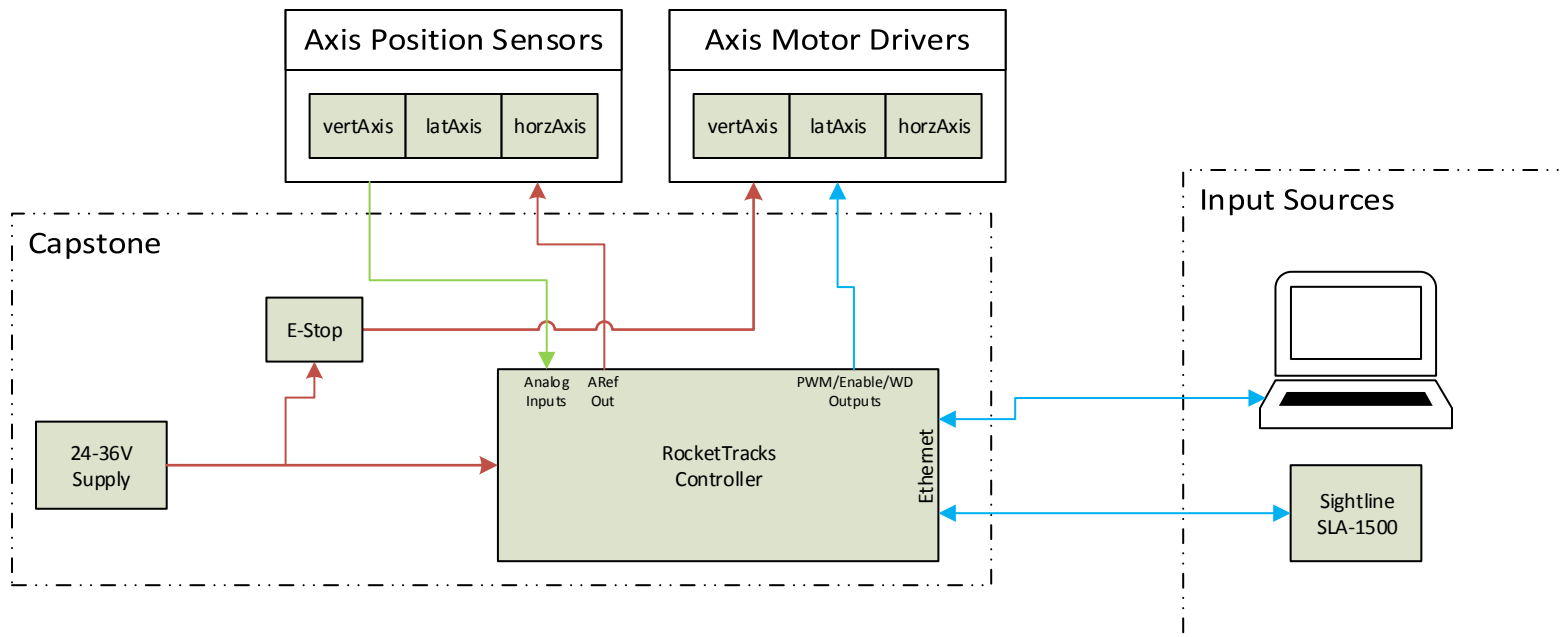 Axis Position Sensors
vertAxis latAxis horzAxis
Axis Motor Drivers
vertAxis latAxis horzAxis
Capstone
E-Stop
24-36V
Supply
Analog
Inputs
ARef
Out
PWM/Enable/WD
Outputs
RocketTracks
Controller
Ethernet
Input Sources
Sightline
SLA-1500